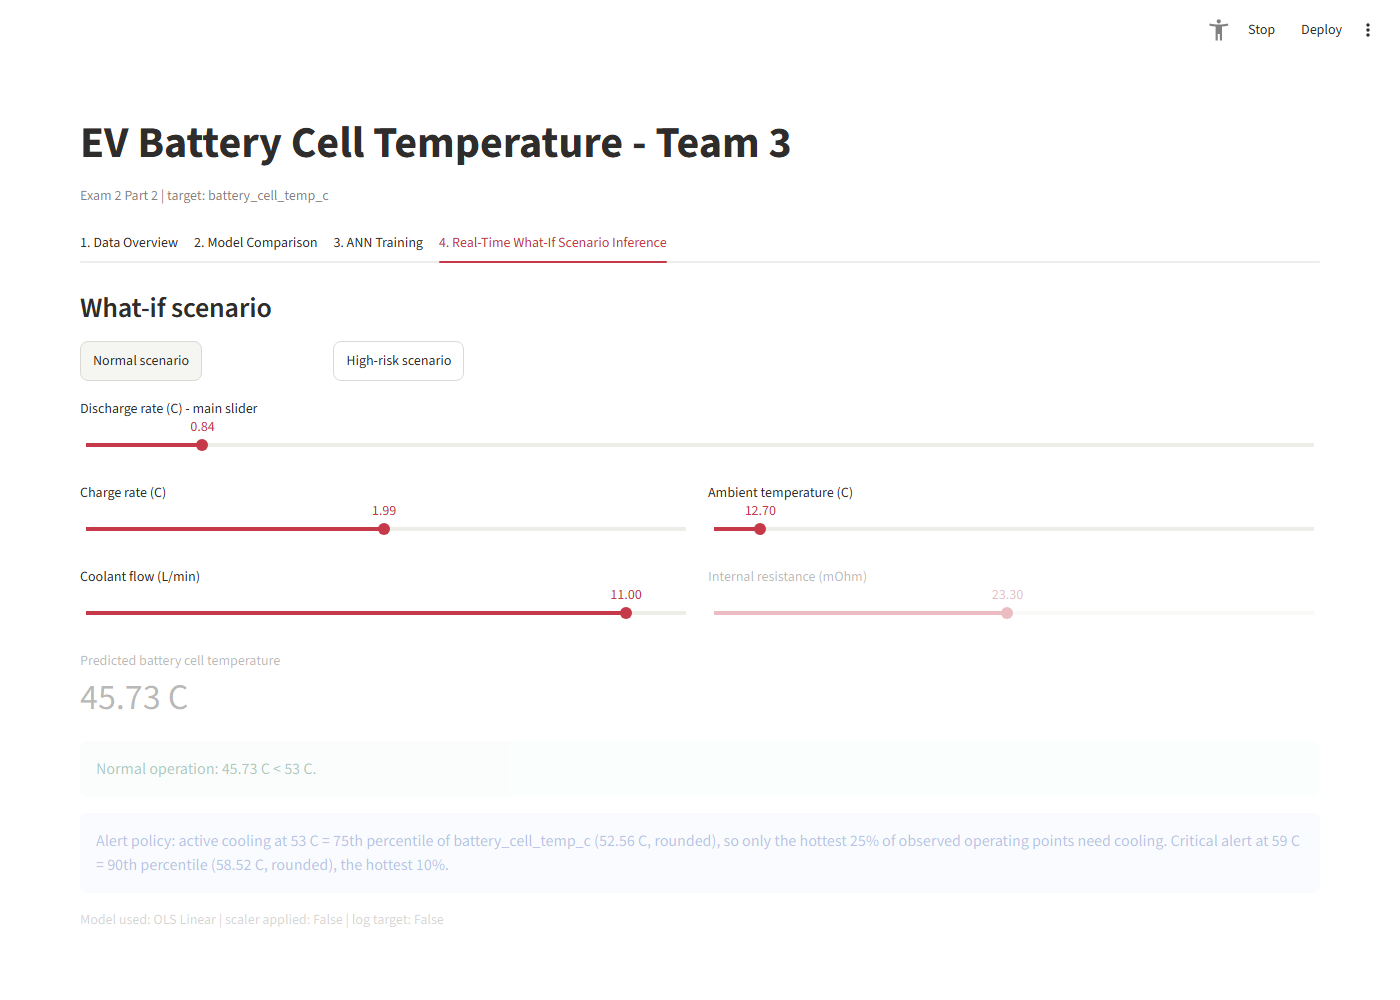 Stop Deploy
EV Battery Cell Temperature - Team 3
Exam 2 Part 2 | target: battery_cell_temp_c
1. Data Overview 2. Model Comparison 3. ANN Training 4. Real-Time What-If Scenario Inference
What-if scenario
Normal scenario High-risk scenario
Discharge rate (C) - main slider
0.84
Charge rate (C)
1.99
Ambient temperature (C)
12.70
Coolant flow (L/min)
11.00
Internal resistance (mOhm)
23.30
Predicted battery cell temperature
45.73 C
Normal operation: 45.73 C < 53 C.
Alert policy: active cooling at 53 C = 75th percentile of battery_cell_temp_c (52.56 C, rounded), so only the hottest 25% of observed operating points need cooling. Critical alert at 59 C
= 90th percentile (58.52 C, rounded), the hottest 10%.
Model used: OLS Linear | scaler applied: False | log target: False